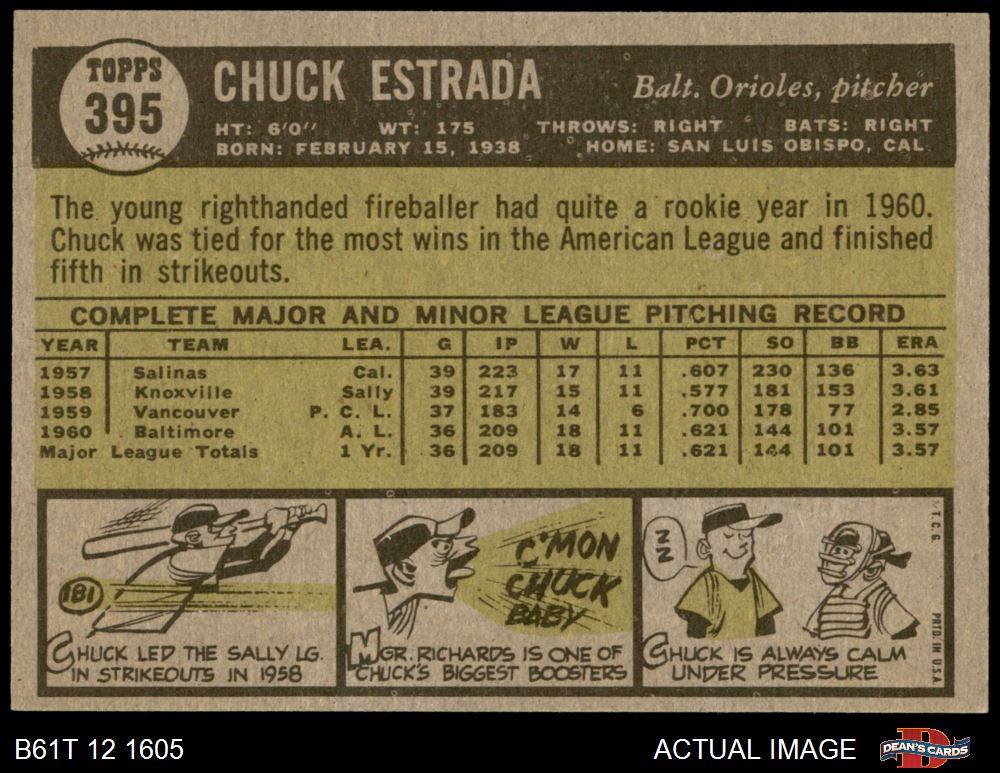 TOPPS
395
CHUCK ESTRADA
Balt. Orioles, pitcher
HT: 6'0" WT: 175 THROWS: RIGHT BATS: RIGHT
BORN: FEBRUARY 15, 1938 HOME: SAN LUIS OBISPO, CAL.
The young righthanded fireballer had quite a rookie year in 1960.
Chuck was tied for the most wins in the American League and finished
fifth in strikeouts.
COMPLETE MAJOR AND MINOR LEAGUE PITCHING RECORD
YEAR TEAM LEA. G IP W L PCT SO BB ERA
1957 Salinas Cal. 39 223 17 11 .607 230 136 3.63
1958 Knoxville Sally 39 217 15 11 .577 181 153 3.61
1959 Vancouver P. C. L. 37 183 14 6 .700 178 77 2.85
1960 Baltimore A. L. 36 209 18 11 .621 144 101 3.57
Major League Totals 1 Yr. 36 209 18 11 .621 144 101 3.57
181
CHUCK LED THE SALLY LG.
IN STRIKEOUTS IN 1958
C'MON
CHUCK
BABY
MGR. RICHARDS IS ONE OF
CHUCK'S BIGGEST BOOSTERS
ZZ
CHUCK IS ALWAYS CALM
UNDER PRESSURE
T. C. G.
PRTD. IN U.S.A.
B61T 12 1605
ACTUAL IMAGE
DEAN'S CARDS